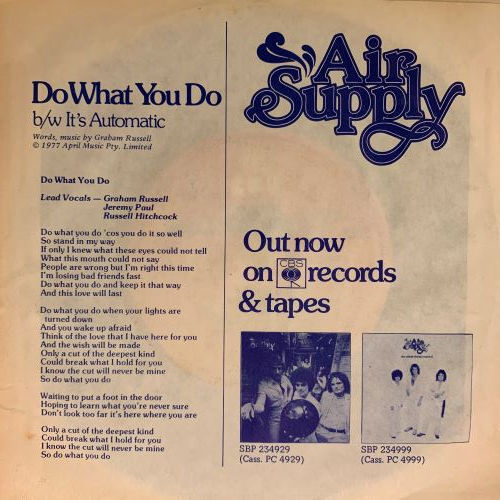 Do What You Do
b/w It's Automatic
Words, music by Graham Russell
© 1977 April Music Pty. Limited
Do What You Do
Lead Vocals — Graham Russell
Jeremy Paul
Russell Hitchcock
Do what you do 'cos you do it so well
So stand in my way
If only I knew what these eyes could not tell
What this mouth could not say
People are wrong but I'm right this time
I'm losing bad friends fast
Do what you do and keep it that way
And this love will last
Do what you do when your lights are
turned down
And you wake up afraid
Think of the love that I have here for you
And the wish will be made
Only a cut of the deepest kind
Could break what I hold for you
I know the cut will never be mine
So do what you do
Waiting to put a foot in the door
Hoping to learn what you're never sure
Don't look too far it's here where you are
Only a cut of the deepest kind
Could break what I hold for you
I know the cut will never be mine
So do what you do
Air
Supply
Out now
on CBS records
& tapes
SBP 234929
(Cass. PC 4929)
SBP 234999
(Cass. PC 4999)